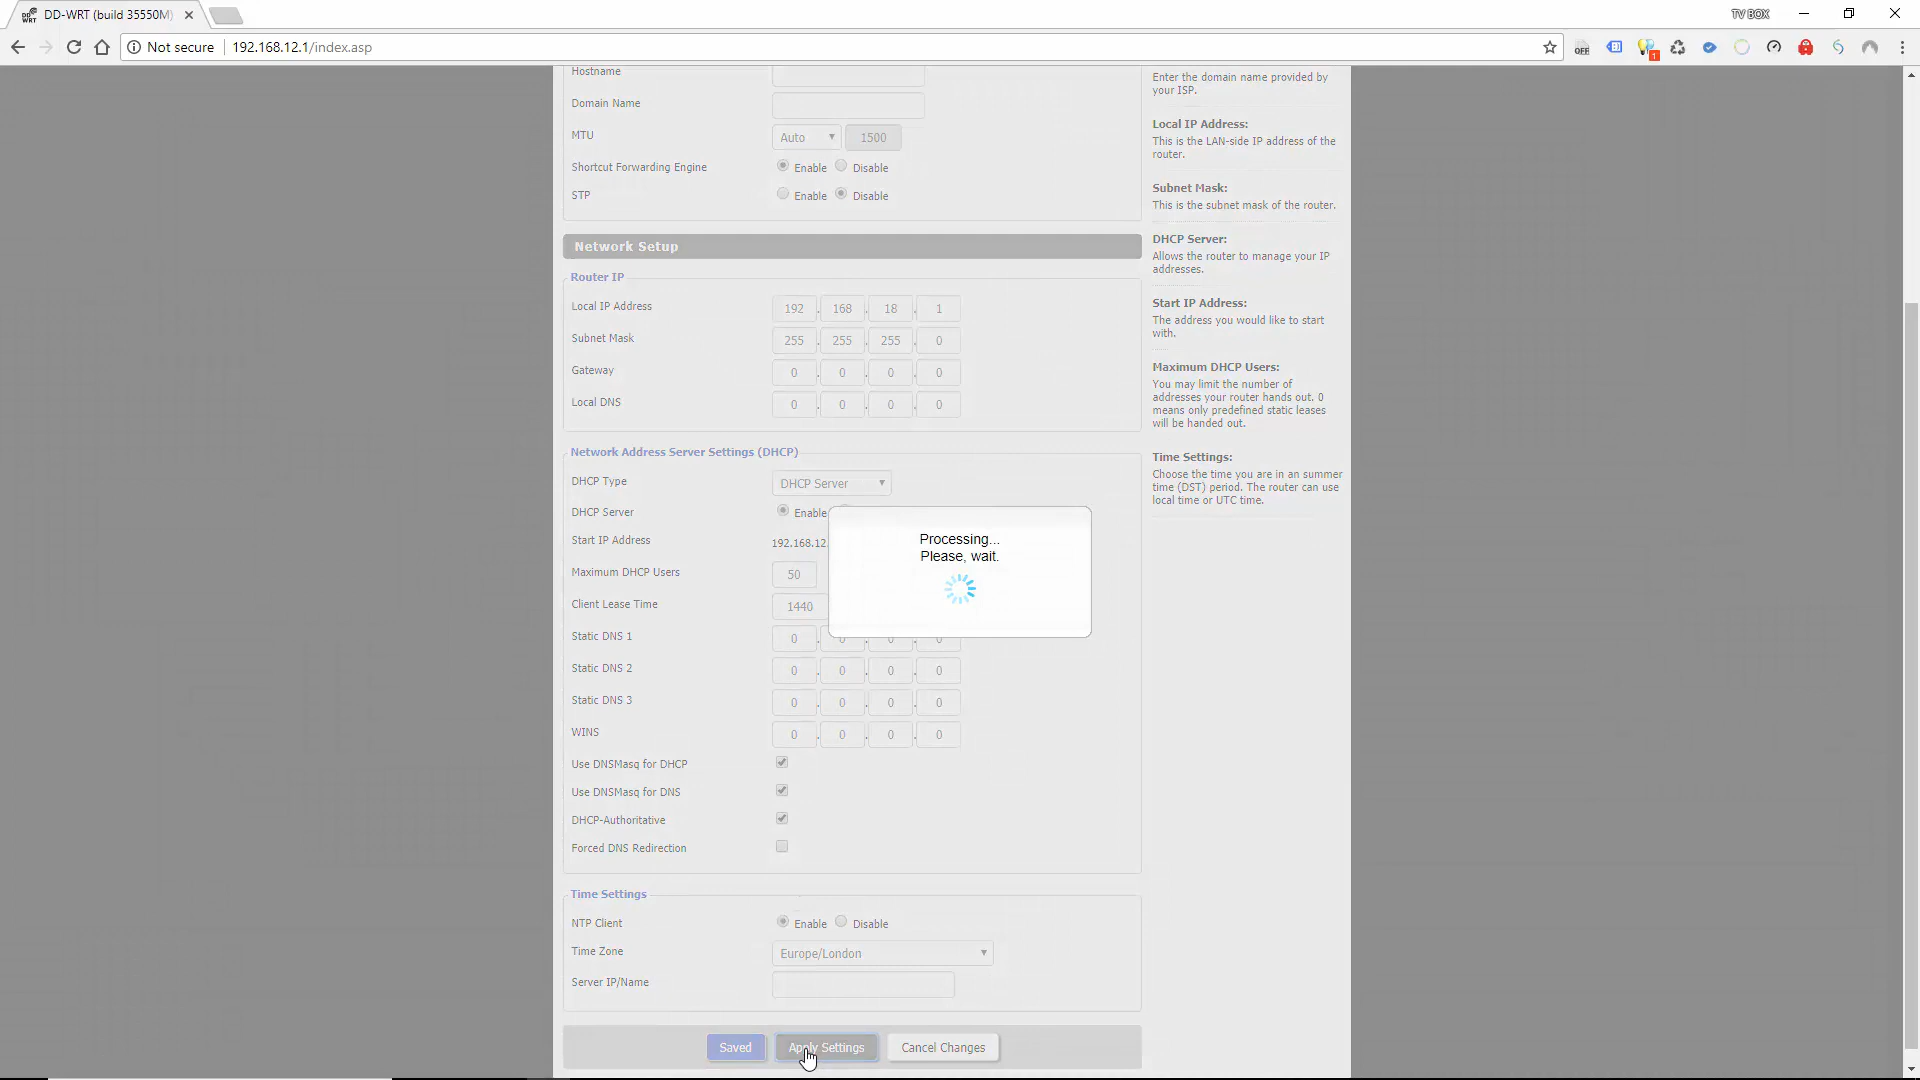 DD-WRT (build 35550M)
TV BOX
Not secure
192.168.12.1/index.asp
OFF
1
Hostname
Domain Name
MTU
Auto
1500
Shortcut Forwarding Engine
Enable
Disable
STP
Enable
Disable
Network Setup
Router IP
Local IP Address
192 . 168 . 18 . 1
Subnet Mask
255 . 255 . 255 . 0
Gateway
0 . 0 . 0 . 0
Local DNS
0 . 0 . 0 . 0
Network Address Server Settings (DHCP)
DHCP Type
DHCP Server
DHCP Server
Enable
Start IP Address
192.168.12.
Maximum DHCP Users
50
Client Lease Time
1440
Static DNS 1
0 . 0 . 0 . 0
Static DNS 2
0 . 0 . 0 . 0
Static DNS 3
0 . 0 . 0 . 0
WINS
0 . 0 . 0 . 0
Use DNSMasq for DHCP
Use DNSMasq for DNS
DHCP-Authoritative
Forced DNS Redirection
Time Settings
NTP Client
Enable
Disable
Time Zone
Europe/London
Server IP/Name
Saved
Apply Settings
Cancel Changes
Processing...
Please, wait.
Enter the domain name provided by
your ISP.
Local IP Address:
This is the LAN-side IP address of the
router.
Subnet Mask:
This is the subnet mask of the router.
DHCP Server:
Allows the router to manage your IP
addresses.
Start IP Address:
The address you would like to start
with.
Maximum DHCP Users:
You may limit the number of
addresses your router hands out. 0
means only predefined static leases
will be handed out.
Time Settings:
Choose the time you are in an summer
time (DST) period. The router can use
local time or UTC time.